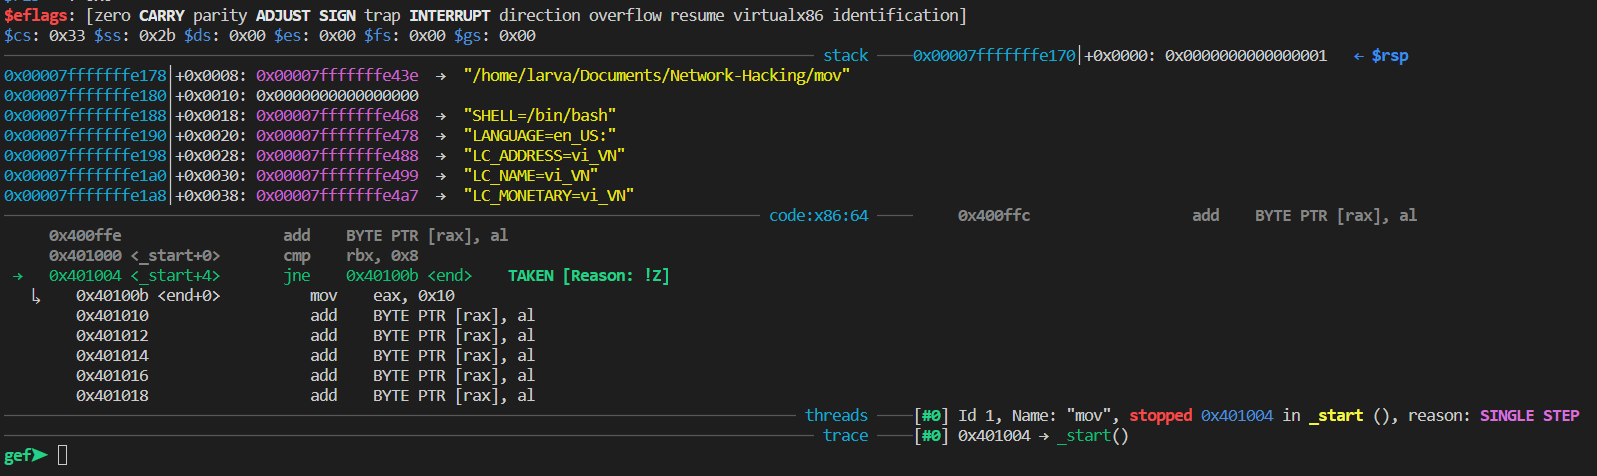 $eflags: [zero CARRY parity ADJUST SIGN trap INTERRUPT direction overflow resume virtualx86 identification]
$cs: 0x33 $ss: 0x2b $ds: 0x00 $es: 0x00 $fs: 0x00 $gs: 0x00
stack 0x00007fffffffe170│+0x0000: 0x0000000000000001 ← $rsp
0x00007fffffffe178│+0x0008: 0x00007fffffffe43e → "/home/larva/Documents/Network-Hacking/mov"
0x00007fffffffe180│+0x0010: 0x0000000000000000
0x00007fffffffe188│+0x0018: 0x00007fffffffe468 → "SHELL=/bin/bash"
0x00007fffffffe190│+0x0020: 0x00007fffffffe478 → "LANGUAGE=en_US:"
0x00007fffffffe198│+0x0028: 0x00007fffffffe488 → "LC_ADDRESS=vi_VN"
0x00007fffffffe1a0│+0x0030: 0x00007fffffffe499 → "LC_NAME=vi_VN"
0x00007fffffffe1a8│+0x0038: 0x00007fffffffe4a7 → "LC_MONETARY=vi_VN"
code:x86:64 0x400ffc add BYTE PTR [rax], al
0x400ffe add BYTE PTR [rax], al
0x401000 <_start+0> cmp rbx, 0x8
→ 0x401004 <_start+4> jne 0x40100b <end> TAKEN [Reason: !Z]
↳ 0x40100b <end+0> mov eax, 0x10
0x401010 add BYTE PTR [rax], al
0x401012 add BYTE PTR [rax], al
0x401014 add BYTE PTR [rax], al
0x401016 add BYTE PTR [rax], al
0x401018 add BYTE PTR [rax], al
threads [#0] Id 1, Name: "mov", stopped 0x401004 in _start (), reason: SINGLE STEP
trace [#0] 0x401004 → _start()
gef➤